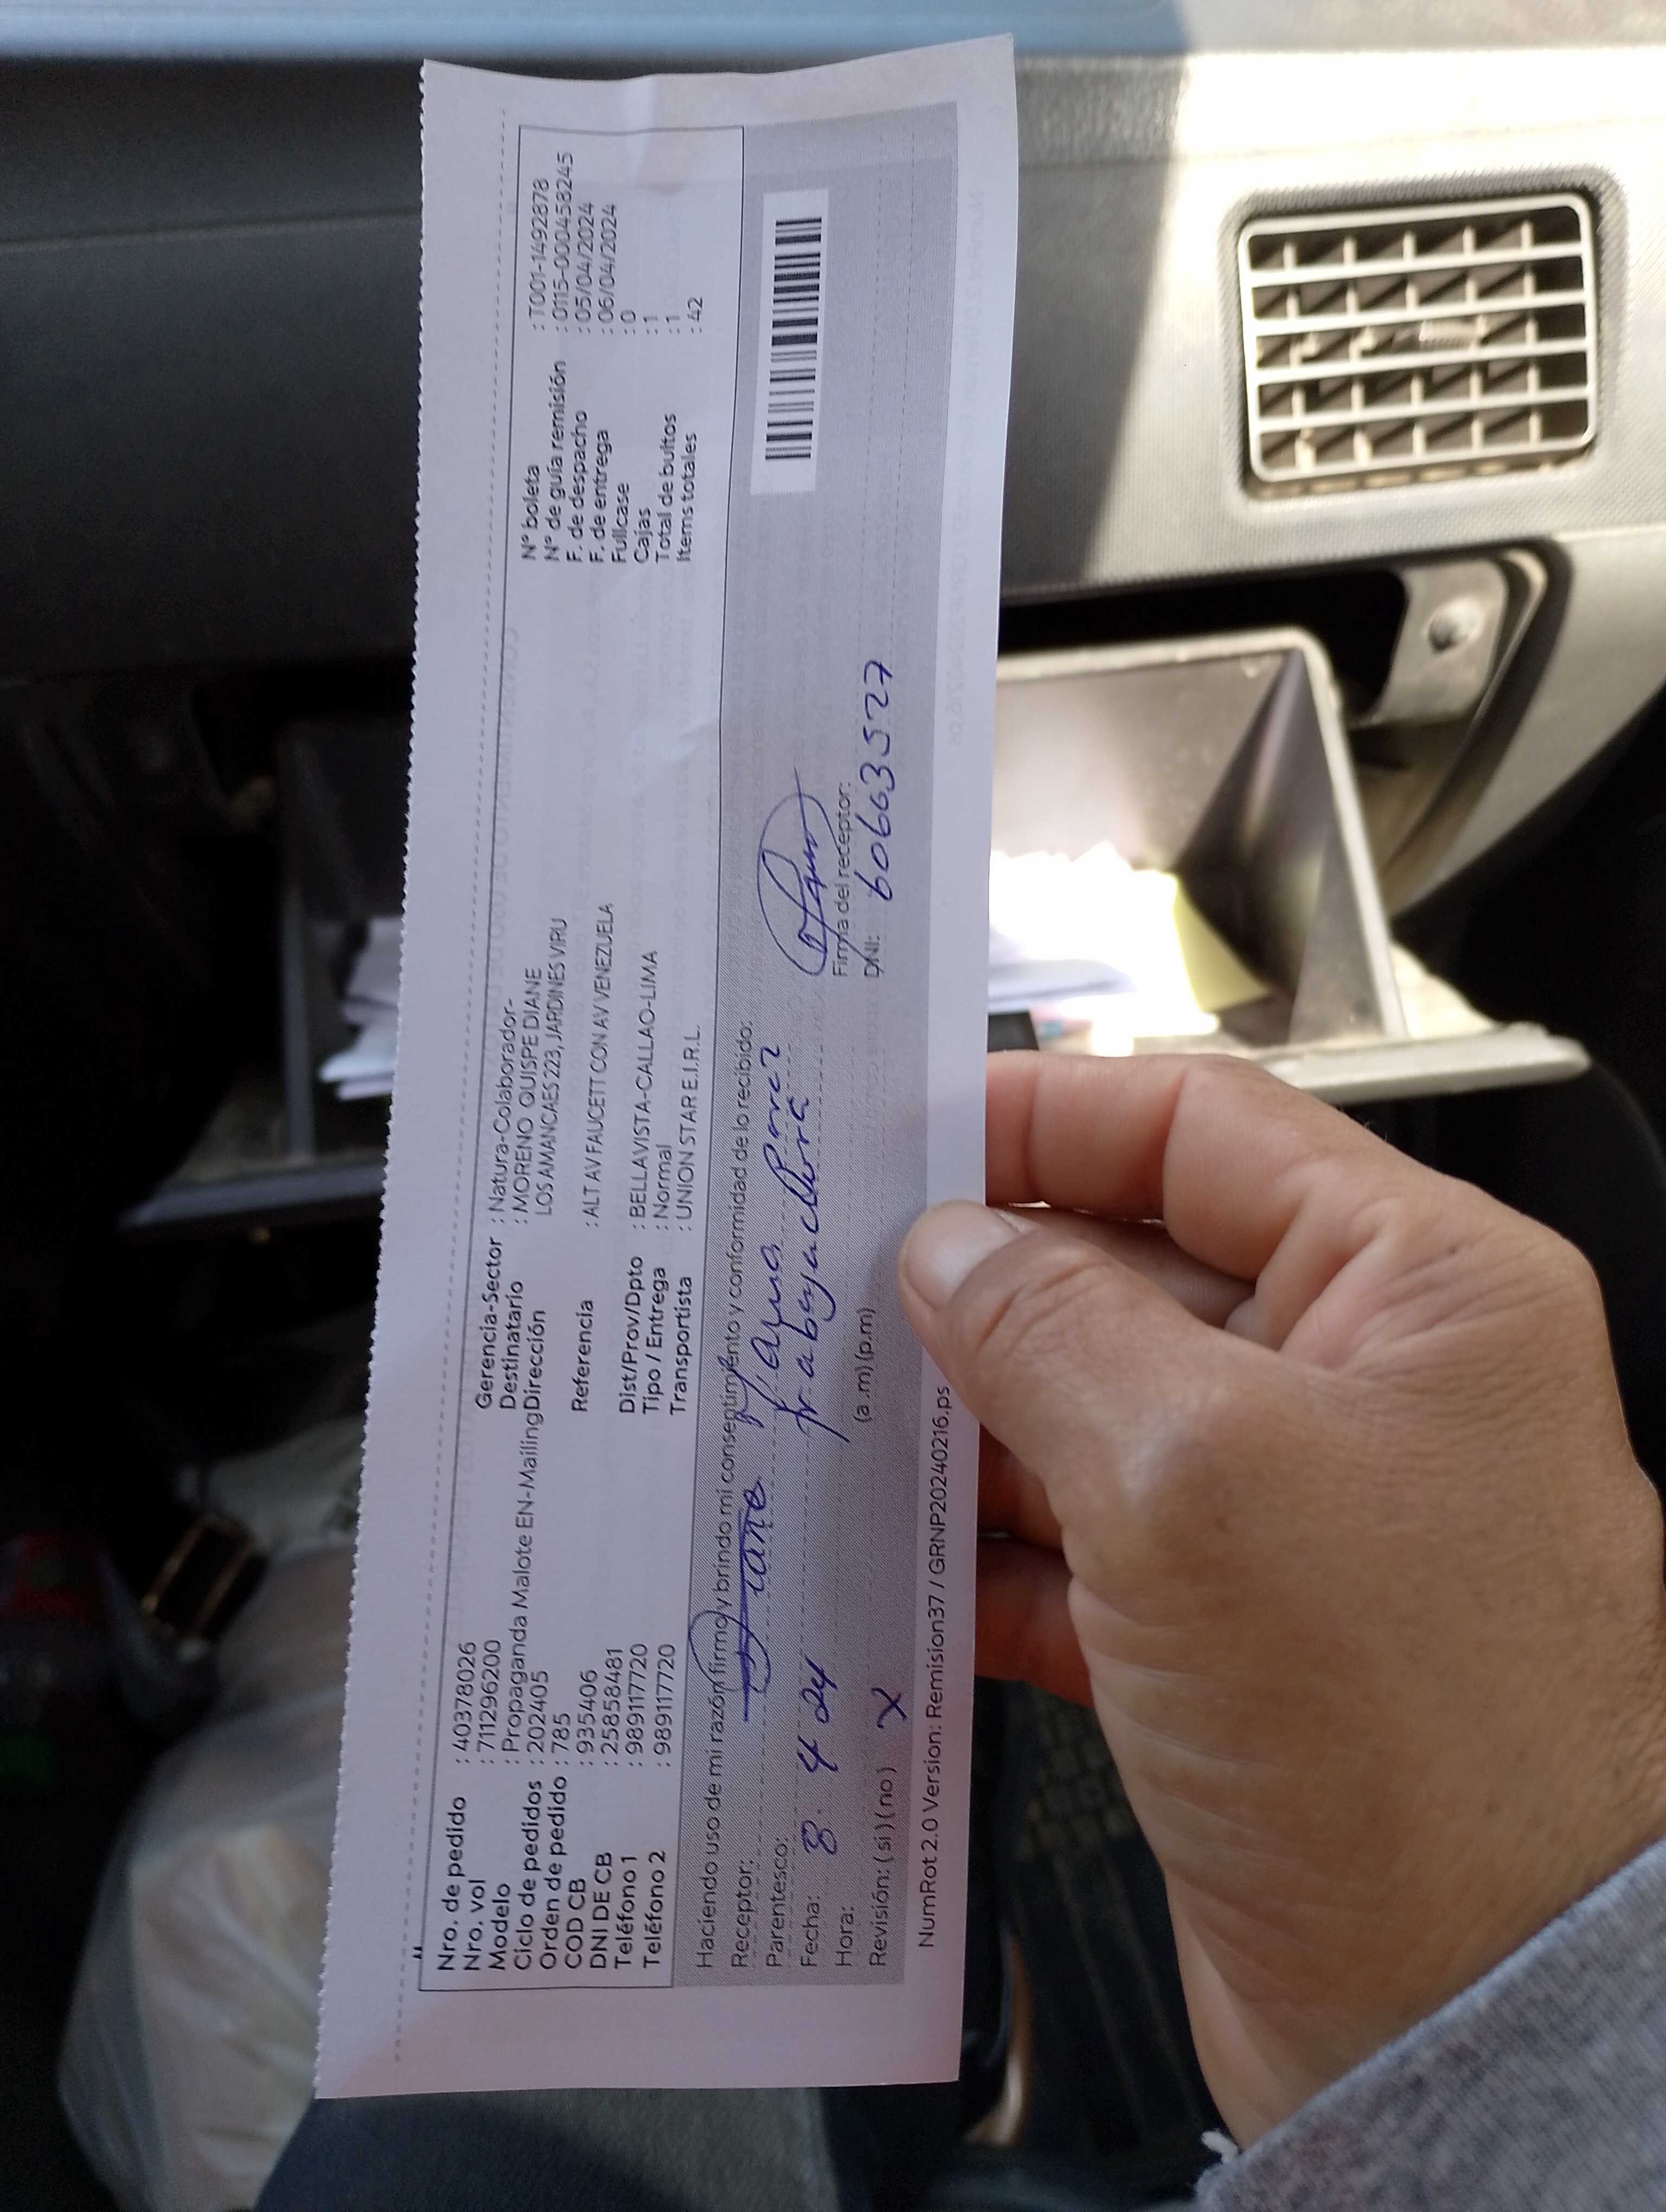 Nro. de pedido : 40378026
Nro. vol : 711296200
Modelo : Propaganda Malote EN-Mailing
Ciclo de pedidos : 202405
Orden de pedido : 785
COD CB : 935406
DNI DE CB : 25858481
Teléfono 1 : 989117720
Teléfono 2 : 989117720
Gerencia-Sector : Natura-Colaborador-
Destinatario : MORENO QUISPE DIANE
Dirección LOS AMANCAES 223, JARDINES VIRU
Referencia : ALT AV FAUCETT CON AV VENEZUELA
Dist/Prov/Dpto : BELLAVISTA-CALLAO-LIMA
Tipo / Entrega : Normal
Transportista : UNION STAR E.I.R.L.
N° boleta : T001-1492878
N° de guía remisión : 0115-000458245
F. de despacho : 05/04/2024
F. de entrega : 06/04/2024
Fullcase : 0
Cajas : 1
Total de bultos : 1
Items totales : 42
Haciendo uso de mi razón firmo y brindo mi consentimiento y conformidad de lo recibido:
Receptor: Diane
Parentesco:
Fecha: 8 4 24
Hora: (a.m) (p.m)
Revisión: (si) (no) X
Firma del receptor:
DNI: 60663527
NumRot 2.0 Version: Remision37 / GRNP20240216.ps